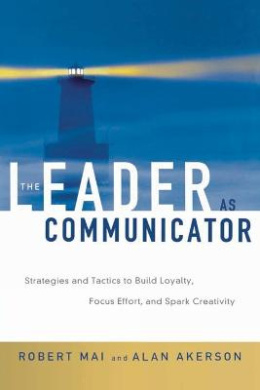 THE LEADER AS
COMMUNICATOR
Strategies and Tactics to Build Loyalty,
Focus Effort, and Spark Creativity
ROBERT MAI and ALAN AKERSON